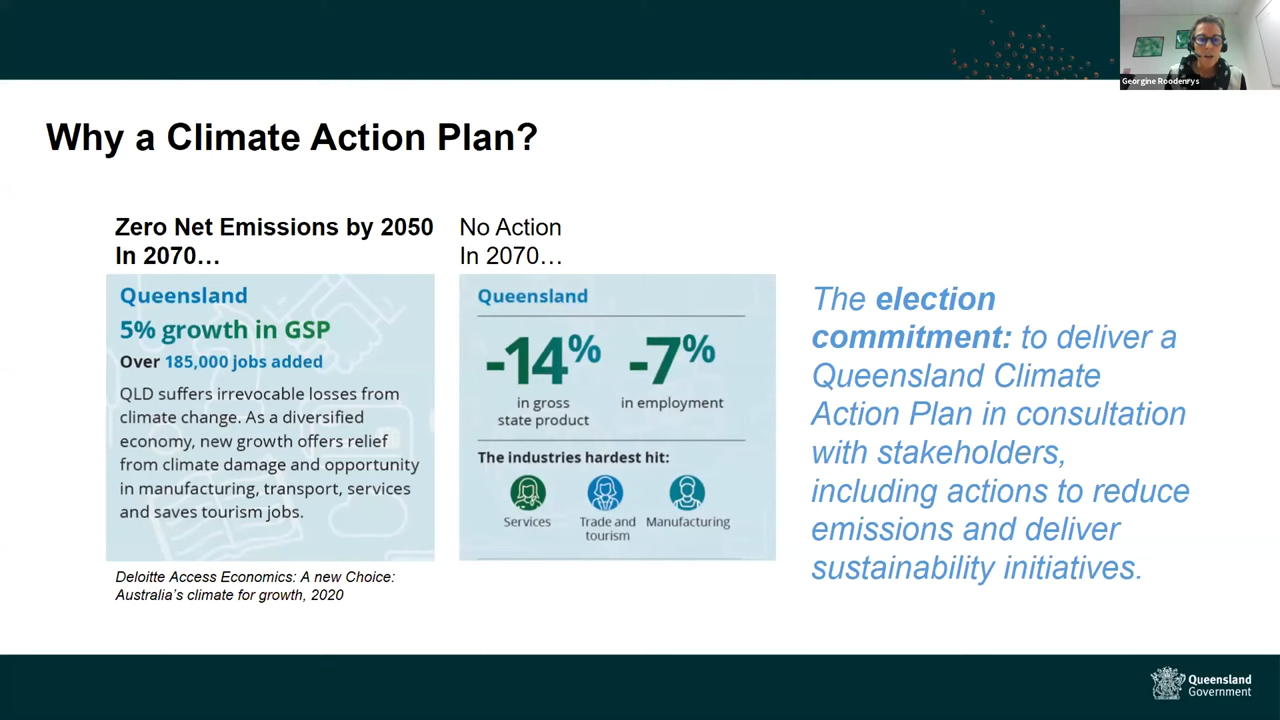 Georgine Roodenrys
Why a Climate Action Plan?
Zero Net Emissions by 2050
In 2070…
Queensland
5% growth in GSP
Over 185,000 jobs added
QLD suffers irrevocable losses from
climate change. As a diversified
economy, new growth offers relief
from climate damage and opportunity
in manufacturing, transport, services
and saves tourism jobs.
Deloitte Access Economics: A new Choice:
Australia's climate for growth, 2020
No Action
In 2070…
Queensland
-14% -7%
in gross
state product
in employment
The industries hardest hit:
Services
Trade and
tourism
Manufacturing
The election
commitment: to deliver a
Queensland Climate
Action Plan in consultation
with stakeholders,
including actions to reduce
emissions and deliver
sustainability initiatives.
Queensland
Government